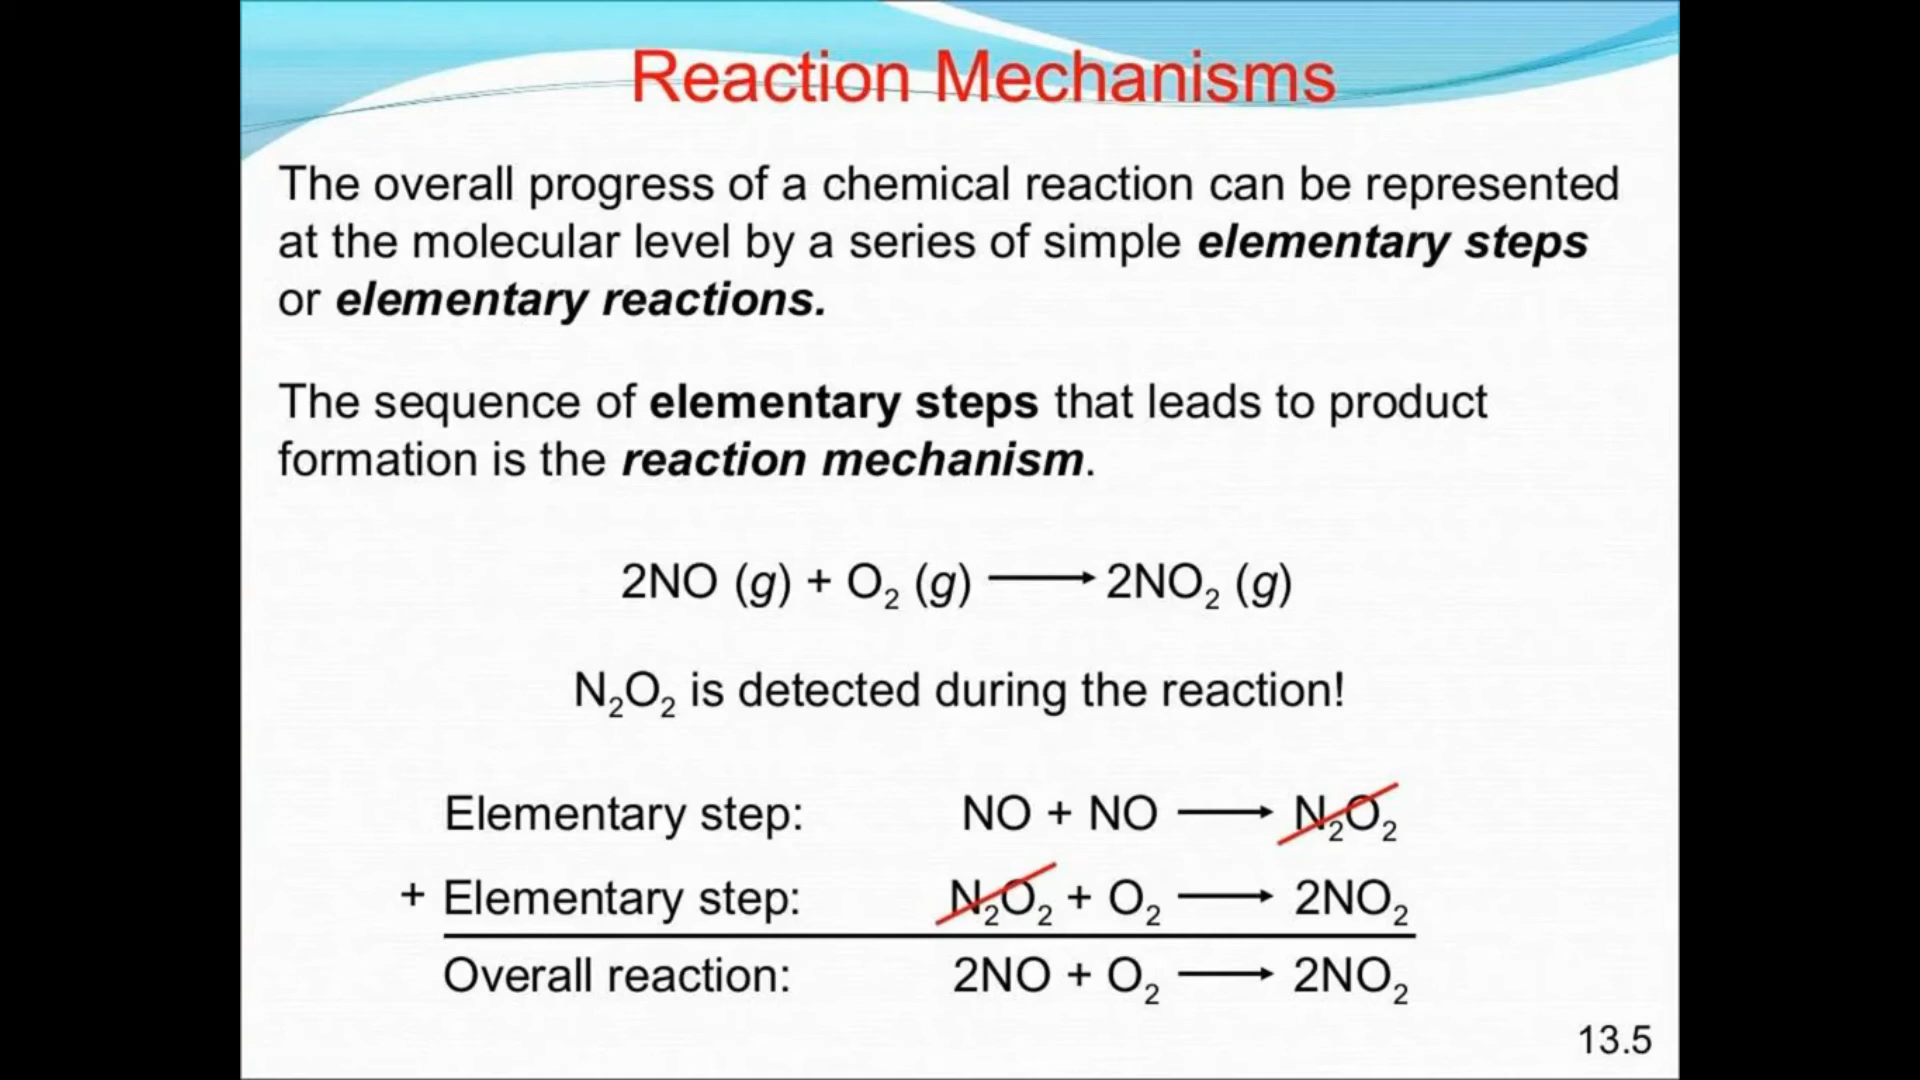 Reaction Mechanisms
The overall progress of a chemical reaction can be represented
at the molecular level by a series of simple elementary steps
or elementary reactions.
The sequence of elementary steps that leads to product
formation is the reaction mechanism.
2NO (g) + O₂ (g) ⟶ 2NO₂ (g)
N₂O₂ is detected during the reaction!
Elementary step: NO + NO ⟶ N₂O₂
+ Elementary step: N₂O₂ + O₂ ⟶ 2NO₂
Overall reaction: 2NO + O₂ ⟶ 2NO₂
13.5